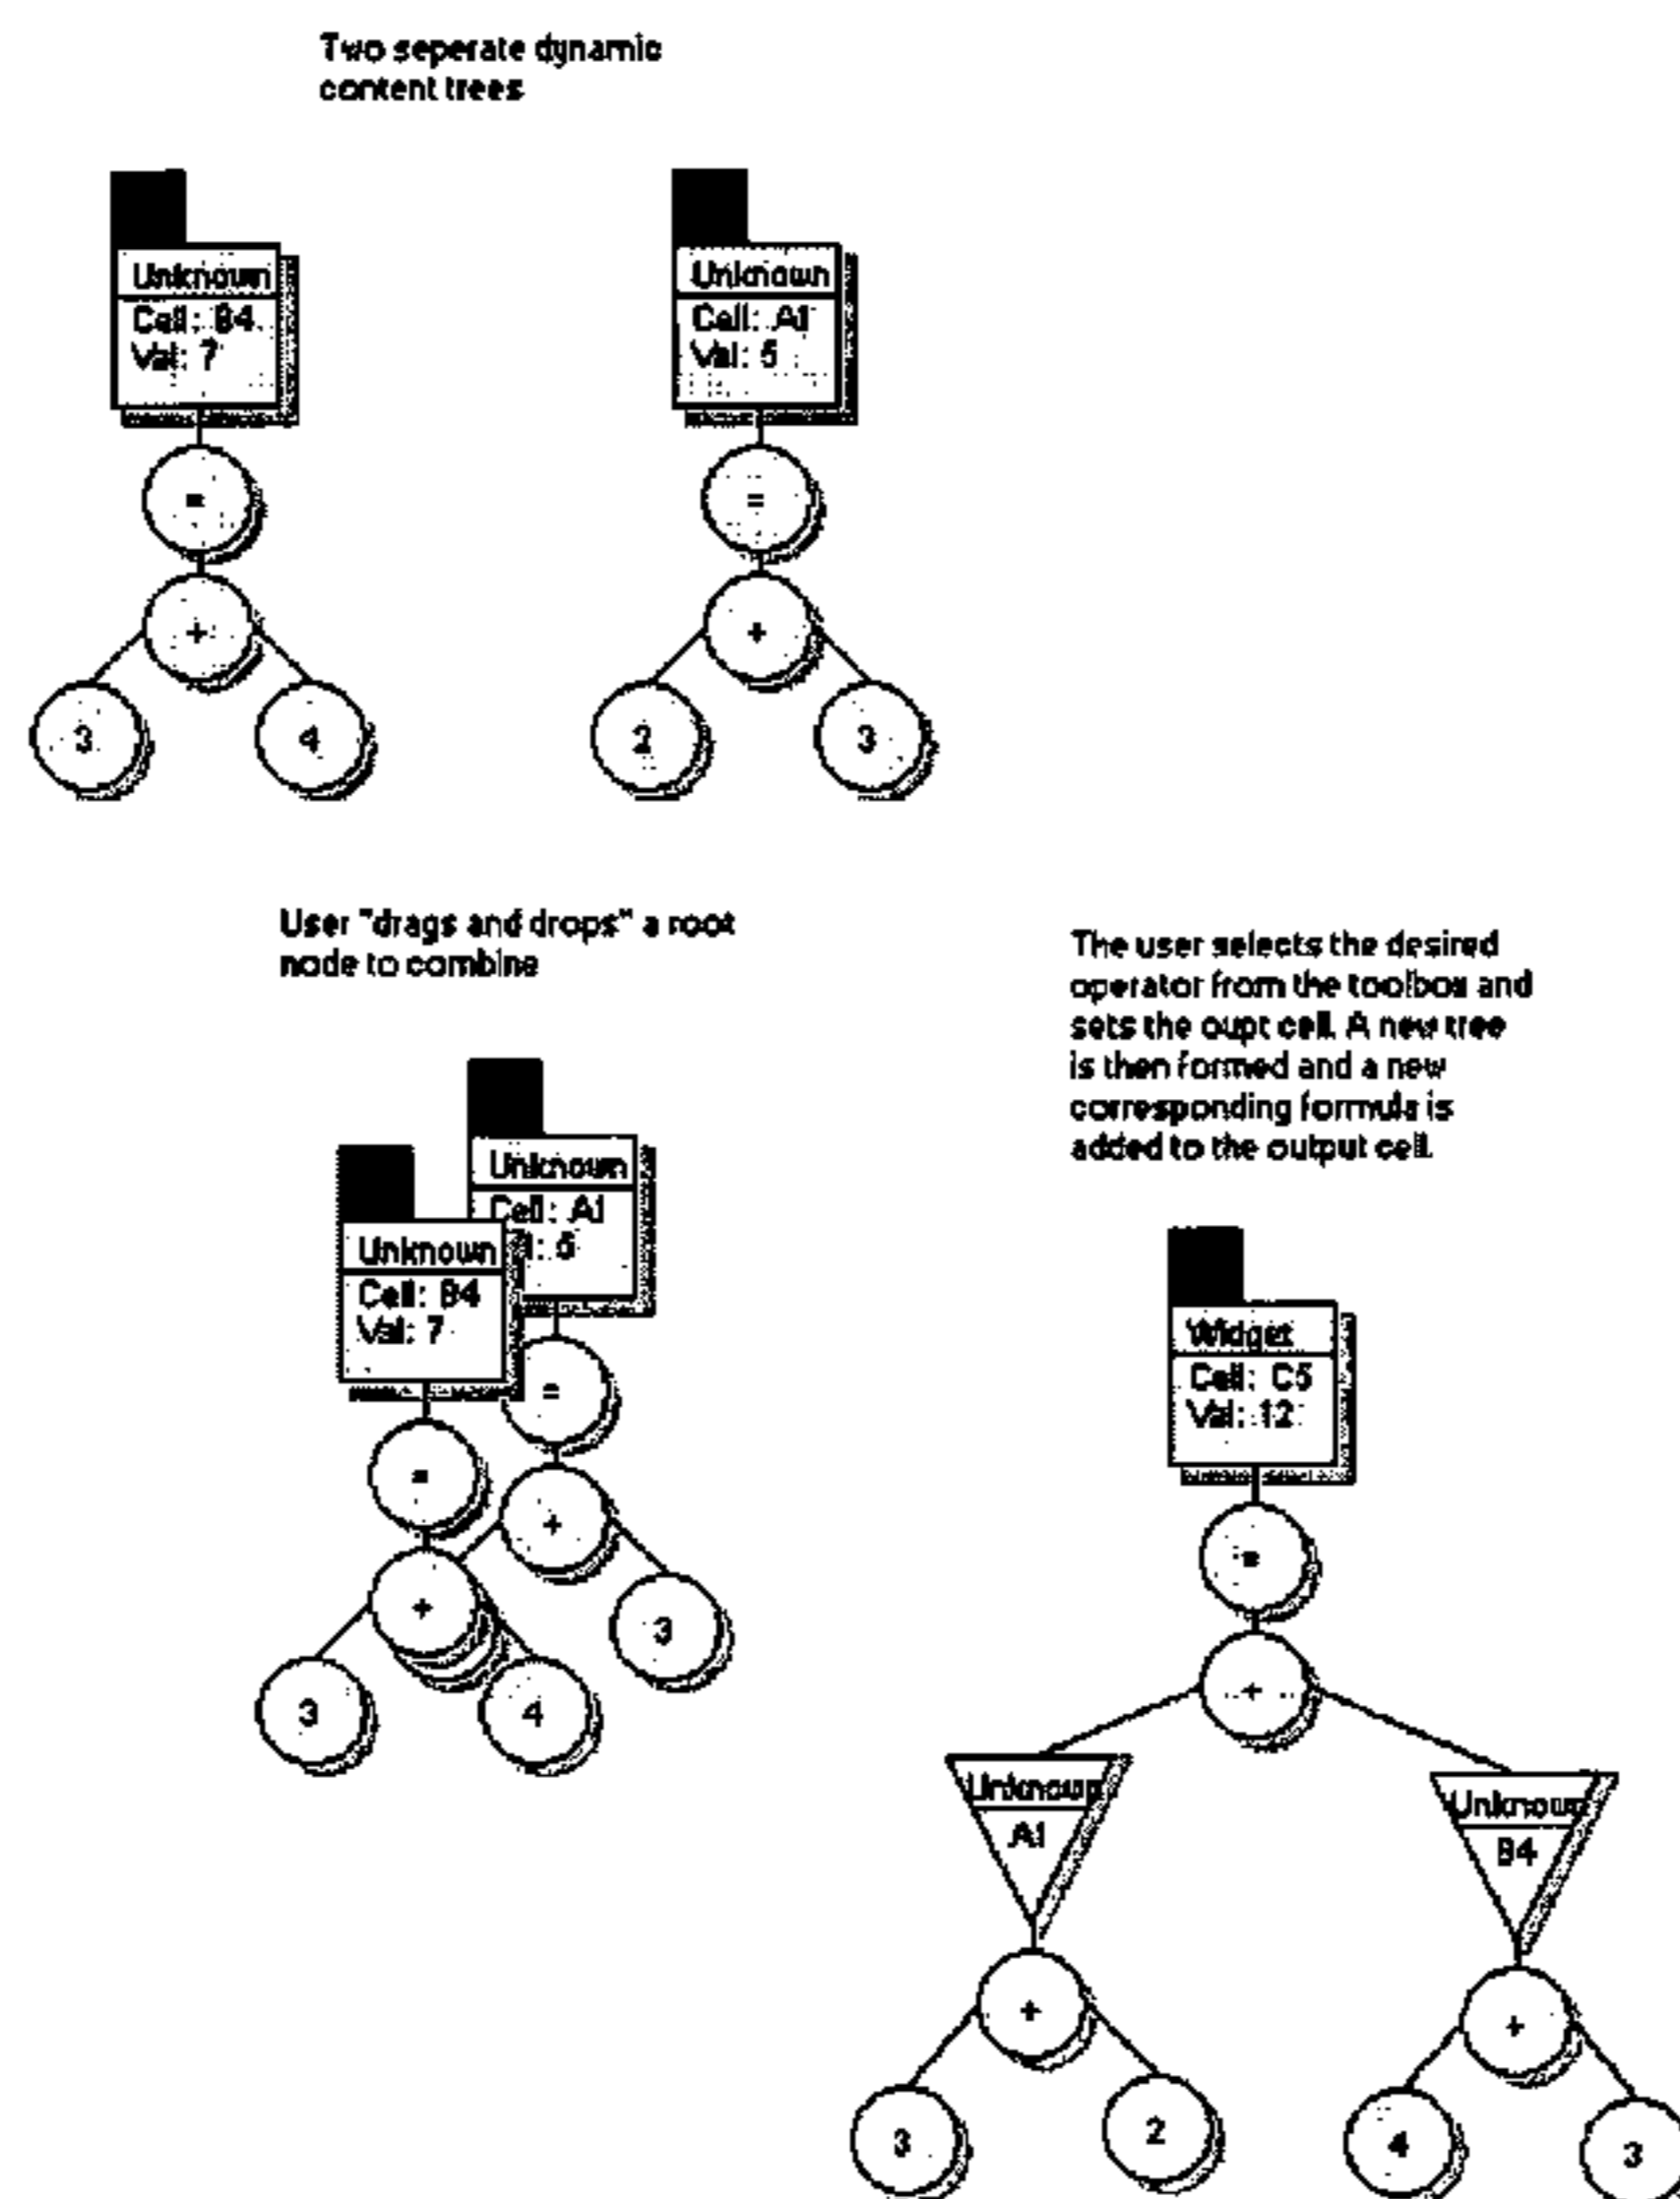 Two seperate dynamic
content trees
Unknown
Cell: B4
Val: 7
=
+
3
4
Unknown
Cell: A1
Val: 5
=
+
2
3
User "drags and drops" a root
node to combine
Unknown
Cell: A1
l: 5
=
+
3
Unknown
Cell: B4
Val: 7
=
+
3
4
The user selects the desired
operator from the toolbox and
sets the oupt cell. A new tree
is then formed and a new
corresponding formula is
added to the output cell.
Widget
Cell: C5
Val: 12
=
+
Unknown
A1
+
3
2
Unknown
B4
+
4
3